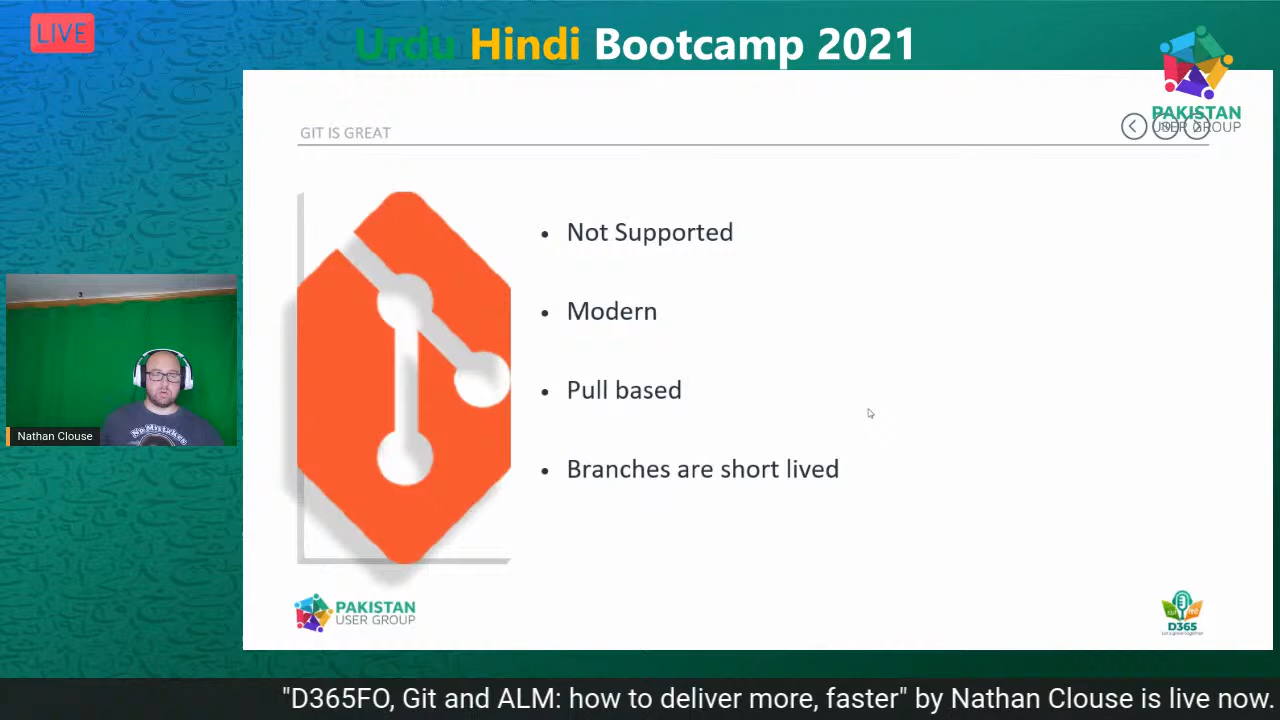 LIVE
Urdu Hindi Bootcamp 2021
PAKISTAN
USER GROUP
GIT IS GREAT
• Not Supported
• Modern
• Pull based
• Branches are short lived
No Mistakes
Nathan Clouse
PAKISTAN
USER GROUP
D365
"D365FO, Git and ALM: how to deliver more, faster" by Nathan Clouse is live now.